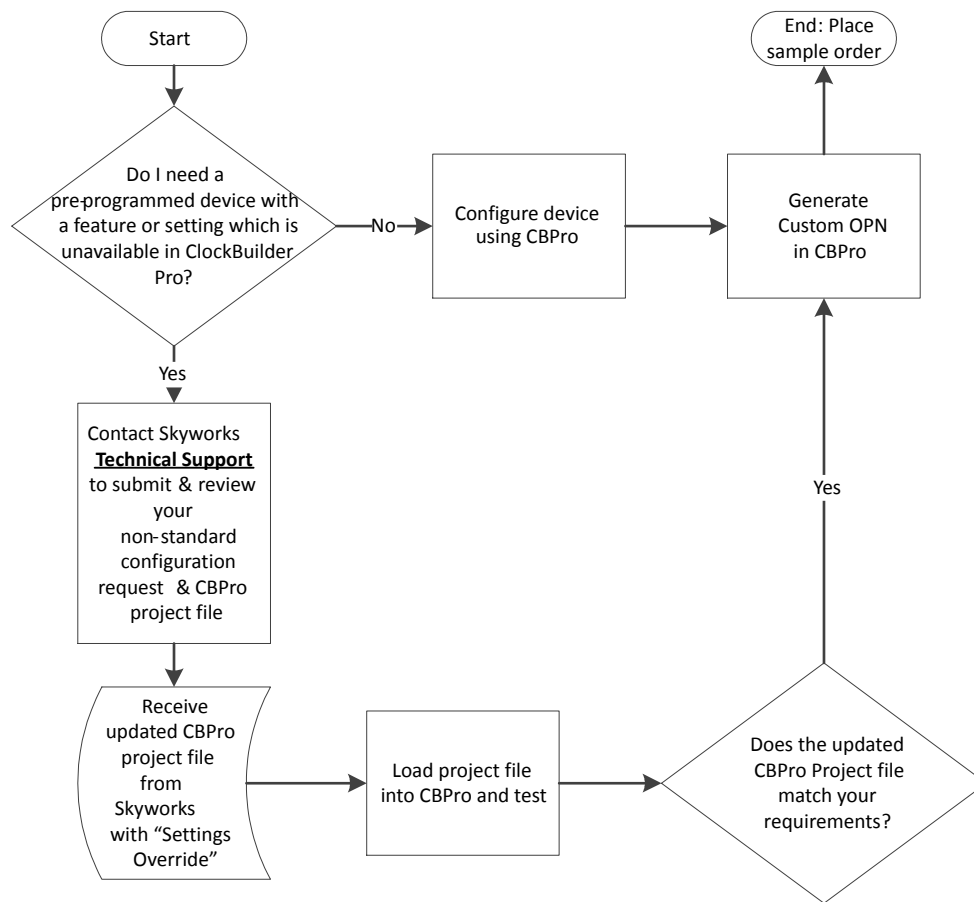 Start
End: Place
sample order
Do I need a
pre-programmed device with
a feature or setting which is
unavailable in ClockBuilder
Pro?
No
Configure device
using CBPro
Generate
Custom OPN
in CBPro
Yes
Contact Skyworks
Technical Support
to submit & review
your
non-standard
configuration
request & CBPro
project file
Yes
Receive
updated CBPro
project file
from
Skyworks
with “Settings
Override”
Load project file
into CBPro and test
Does the updated
CBPro Project file
match your
requirements?